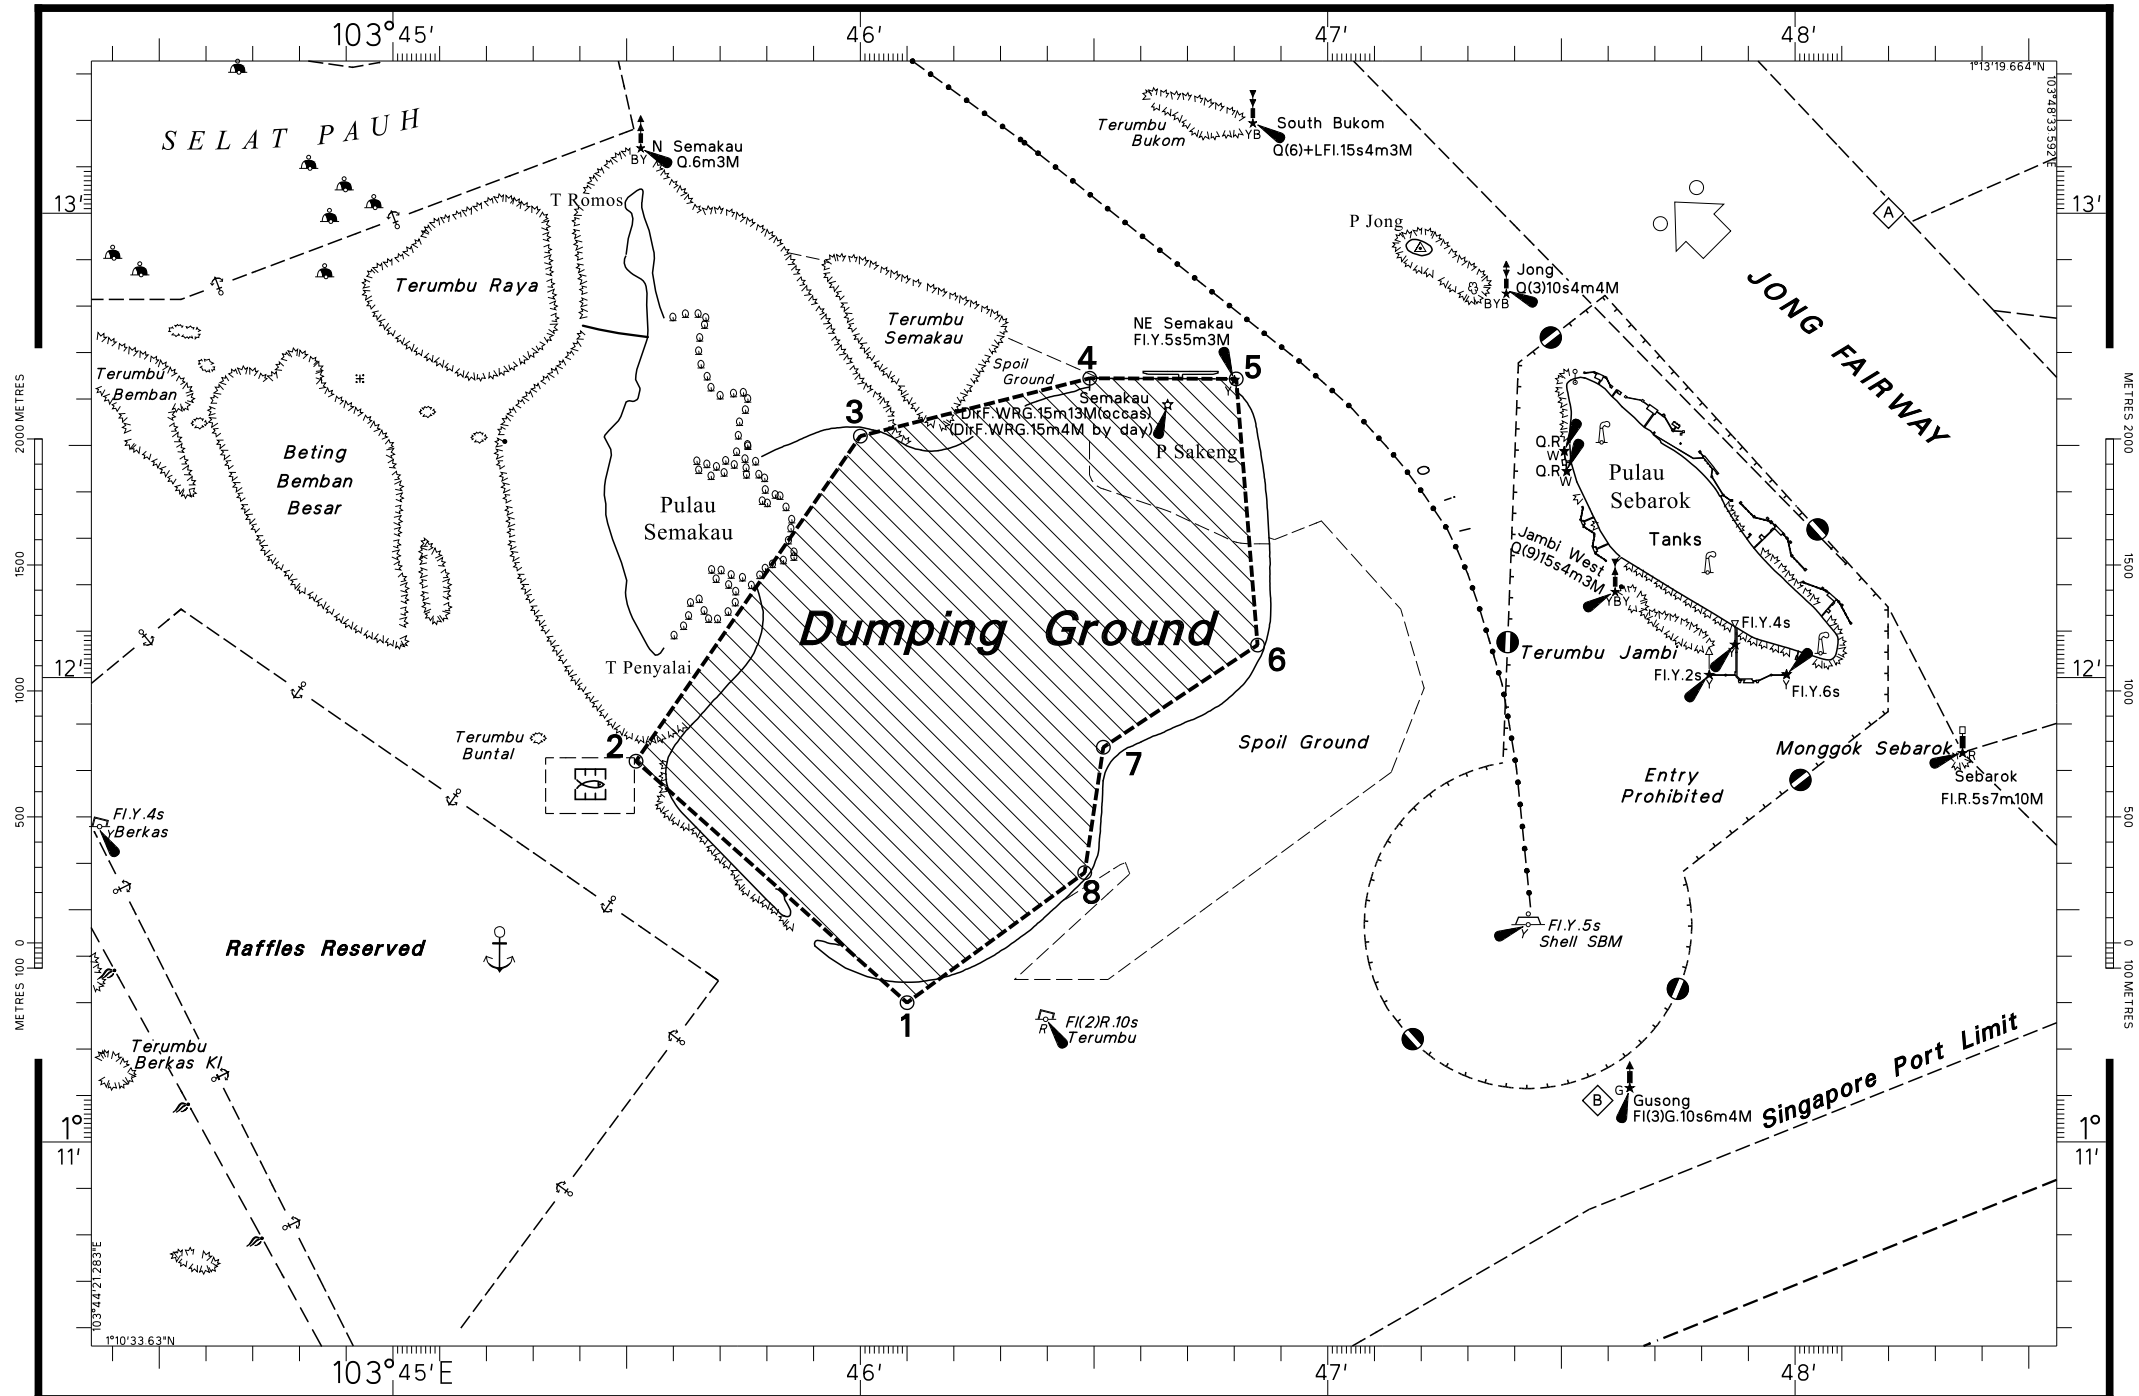 103° 45' 46' 47' 48'
1°13'19.664"N
103°48'33.592"E
SELAT PAUH
N Semakau
BY Q.6m3M
T Romos
Terumbu
Bukom
YB
South Bukom
Q(6)+LFl.15s4m3M
13'
13'
P Jong
A
Jong
Q(3)10s4m4M
BYB
JONG FAIRWAY
Terumbu Raya
Terumbu
Semakau
NE Semakau
Fl.Y.5s5m3M
Spoil
Ground
4
5
Y
Terumbu
Bemban
3
Semakau
DirF.WRG.15m13M(occas)
(DirF.WRG.15m4M by day)
P Sakeng
METRES
2000
METRES
2000
Q.R
W
Q.R
W
Pulau
Sebarok
Beting
Bemban
Besar
Pulau
Semakau
Tanks
Jambi West
Q(9)15s4m3M
YBY
1500
1500
Dumping Ground
Fl.Y.4s
Y
6
Terumbu Jambi
12'
12'
T Penyalai
Fl.Y.2s
Y
Y
Fl.Y.6s
1000
1000
2
Terumbu
Buntal
7
Spoil Ground
Monggok Sebarok
R
Entry
Prohibited
Sebarok
Fl.R.5s7m10M
Fl.Y.4s
Y Berkas
500
500
8
Raffles Reserved
Fl.Y.5s
Y
Shell SBM
0
0
100
100
METRES
METRES
1
R
Fl(2)R.10s
Terumbu
Terumbu
Berkas Kl
G
B
Gusong
Fl(3)G.10s6m4M
Singapore Port Limit
1°
11'
1°
11'
103°44'21.283"E
1°10'33.63"N
103°45'E 46' 47' 48'